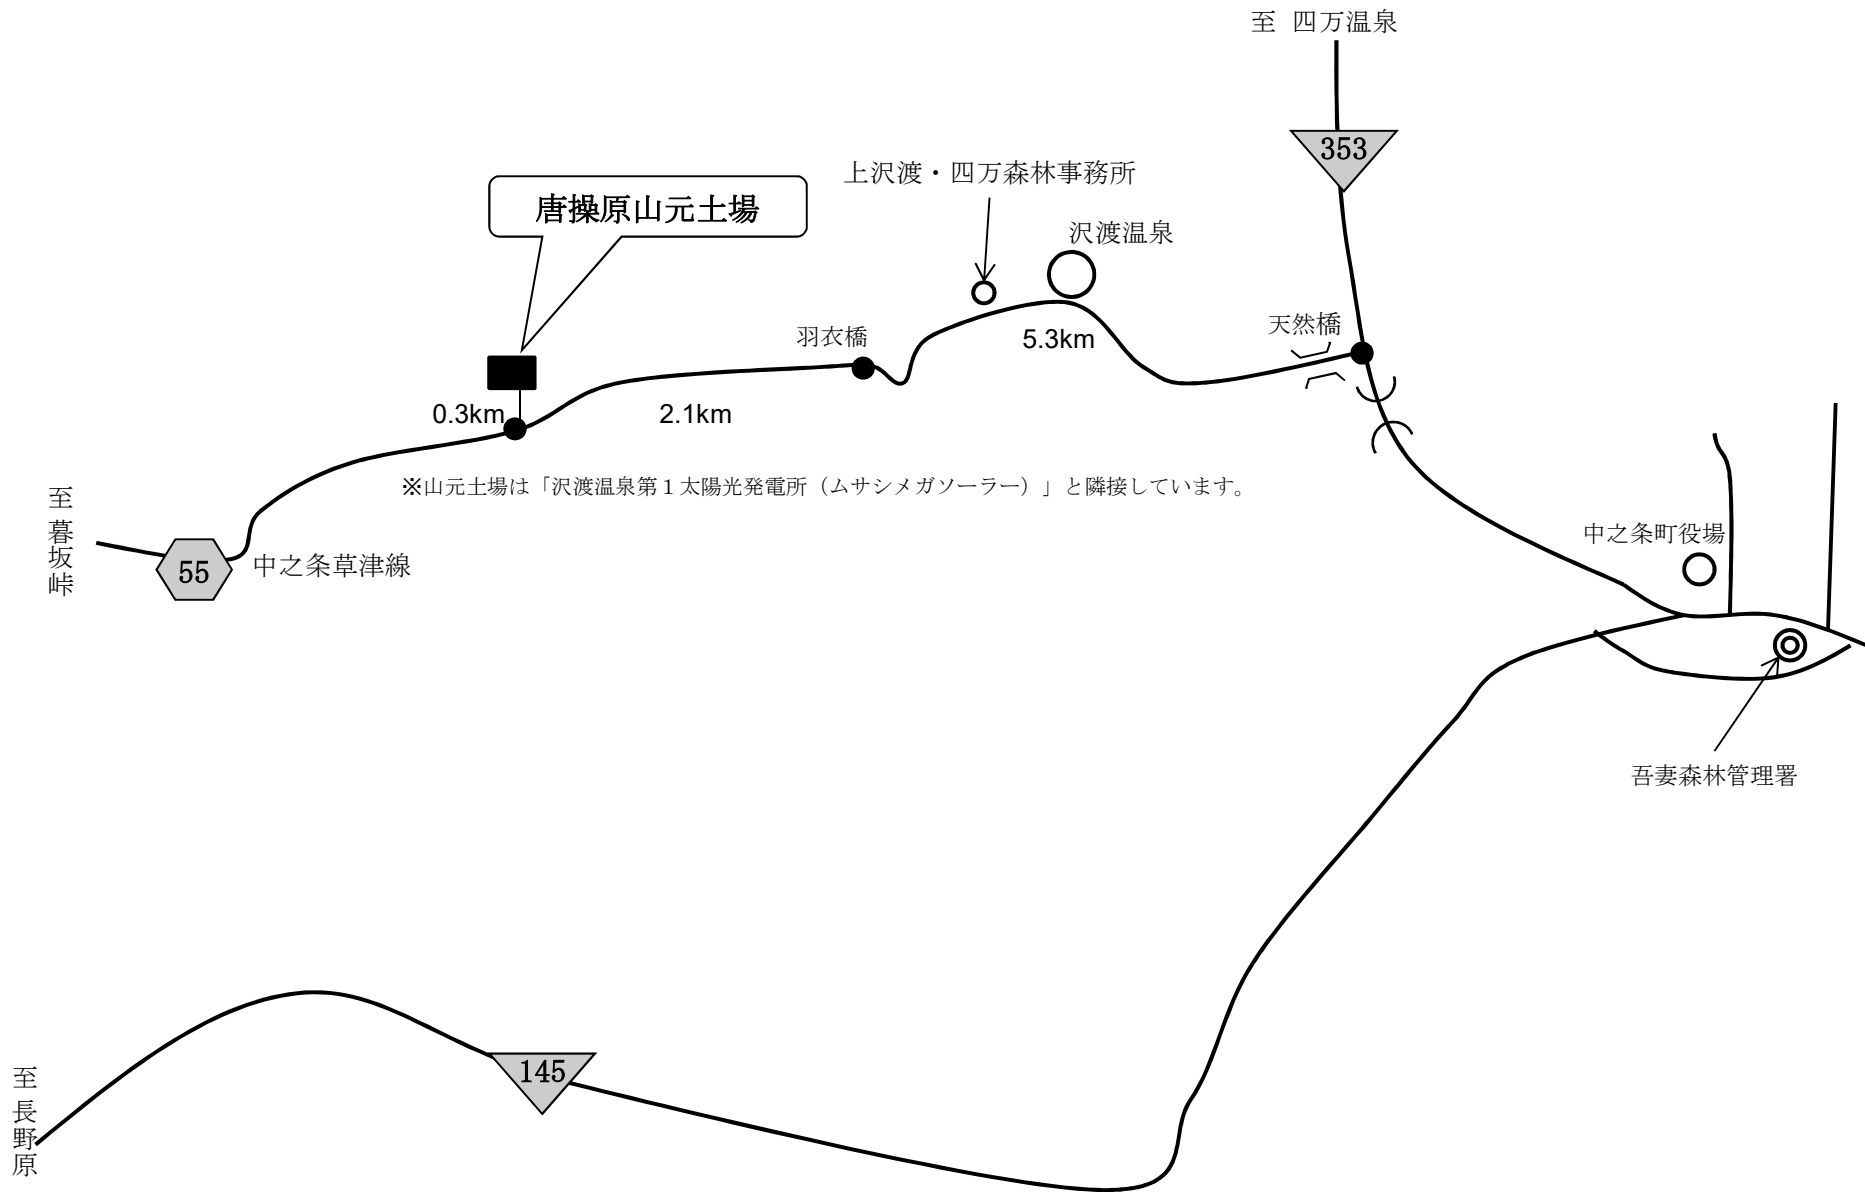 至 四万温泉
353
上沢渡・四万森林事務所
唐操原山元土場
沢渡温泉
天然橋
羽衣橋
5.3km
0.3km
2.1km
※山元土場は「沢渡温泉第１太陽光発電所（ムサシメガソーラー）」と隣接しています。
至 暮坂峠
中之条町役場
55
中之条草津線
吾妻森林管理署
145
至 長野原